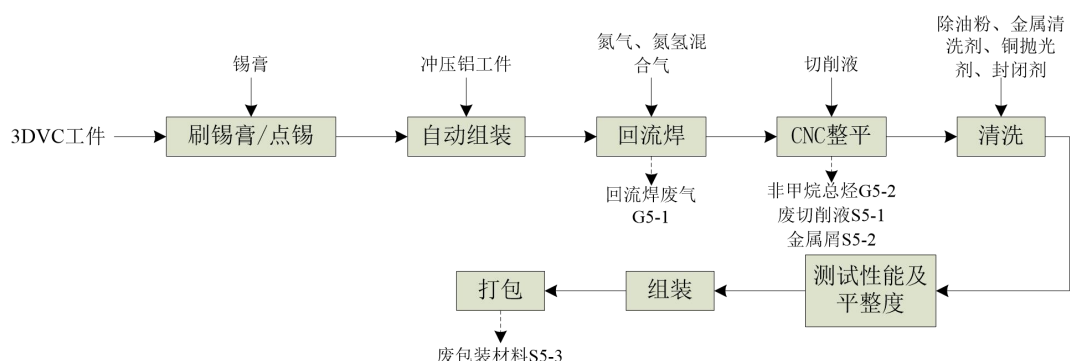 除油粉、金属清
洗剂、铜抛光
剂、封闭剂
氮气、氮氢混
合气
锡膏
冲压铝工件
切削液
3DVC工件
刷锡膏/点锡
自动组装
回流焊
CNC整平
清洗
回流焊废气
G5-1
非甲烷总烃G5-2
废切削液S5-1
金属屑S5-2
测试性能及
平整度
组装
打包
废包装材料S5-3